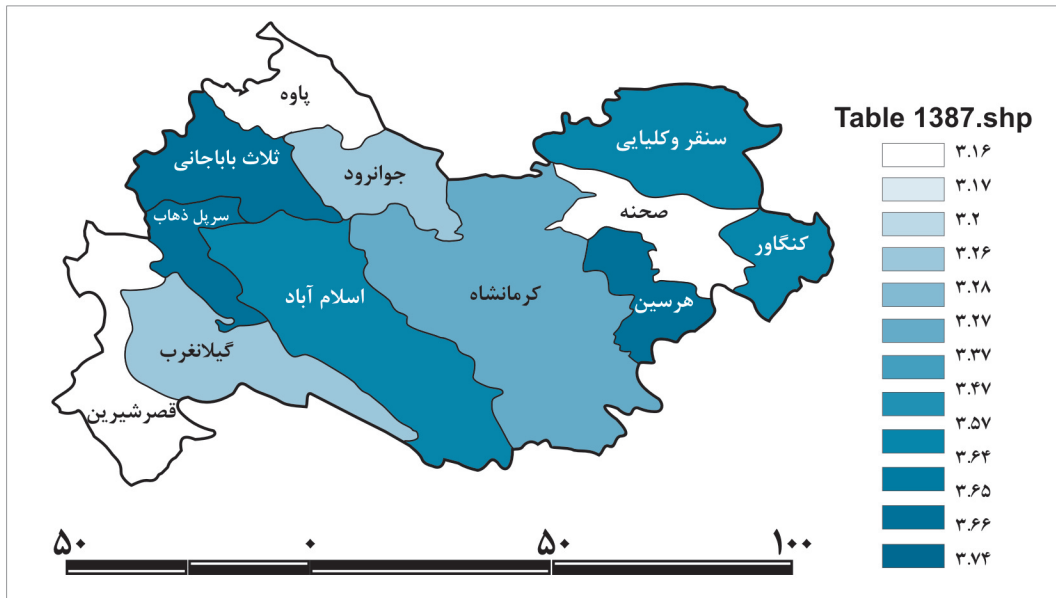 Table 1387.shp
۳.۱۶
۳.۱۷
۳.۲
۳.۲۶
۳.۲۸
۳.۲۷
۳.۳۷
۳.۴۷
۳.۵۷
۳.۶۴
۳.۶۵
۳.۶۶
۳.۷۴
پاوه
ثلاث باباجانی
جوانرود
سنقر وکلیایی
سرپل ذهاب
صحنه
کنگاور
اسلام آباد
کرمانشاه
هرسین
گیلانغرب
قصرشیرین
۵۰ ۰ ۵۰ ۱۰۰